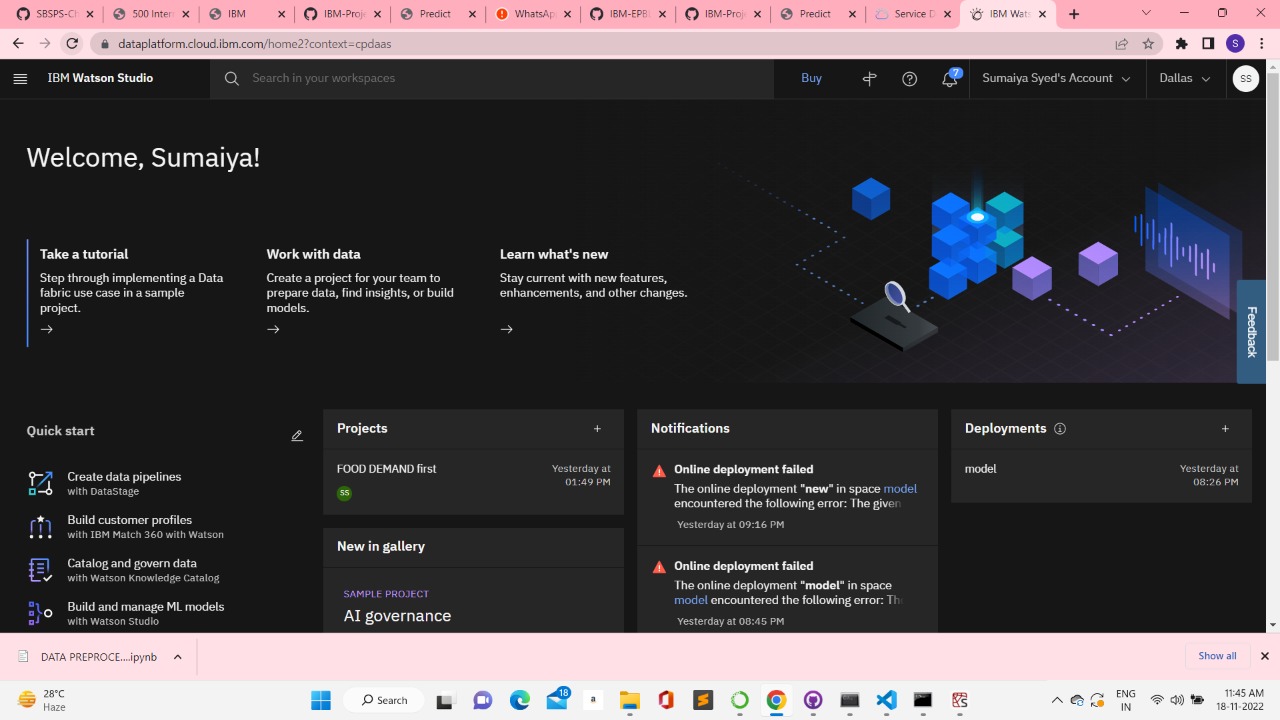 SBSPS-Ch
500 Intern
IBM
IBM-Proje
Predict
WhatsApp
IBM-EPBL
IBM-Proje
Predict
Service D
IBM Wats
dataplatform.cloud.ibm.com/home2?context=cpdaas
S
IBM Watson Studio
Search in your workspaces
Buy
7
Sumaiya Syed's Account
Dallas
SS
Welcome, Sumaiya!
Take a tutorial
Step through implementing a Data
fabric use case in a sample
project.
Work with data
Create a project for your team to
prepare data, find insights, or build
models.
Learn what's new
Stay current with new features,
enhancements, and other changes.
Feedback
Quick start
Create data pipelines
with DataStage
Build customer profiles
with IBM Match 360 with Watson
Catalog and govern data
with Watson Knowledge Catalog
Build and manage ML models
with Watson Studio
Projects
FOOD DEMAND first
Yesterday at
01:49 PM
SS
New in gallery
SAMPLE PROJECT
AI governance
Notifications
Online deployment failed
The online deployment "new" in space model
encountered the following error: The given
Yesterday at 09:16 PM
Online deployment failed
The online deployment "model" in space
model encountered the following error: The
Yesterday at 08:45 PM
Deployments
model
Yesterday at
08:26 PM
DATA PREPROCE....ipynb
Show all
28°C
Haze
Search
18
a
ENG
IN
11:45 AM
18-11-2022